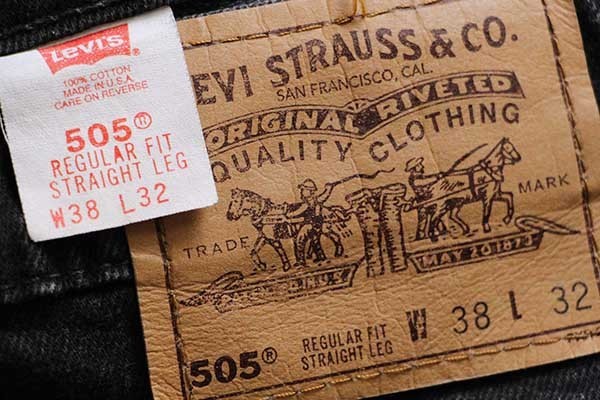 Levi's
100% COTTON
MADE IN U.S.A
CARE ON REVERSE
505®
REGULAR FIT
STRAIGHT LEG
W38 L32
EVI STRAUSS & CO.
SAN FRANCISCO, CAL.
ORIGINAL RIVETED
QUALITY CLOTHING
TRADE MARK
MAY 20 1873
505® REGULAR FIT W 38 L 32
STRAIGHT LEG